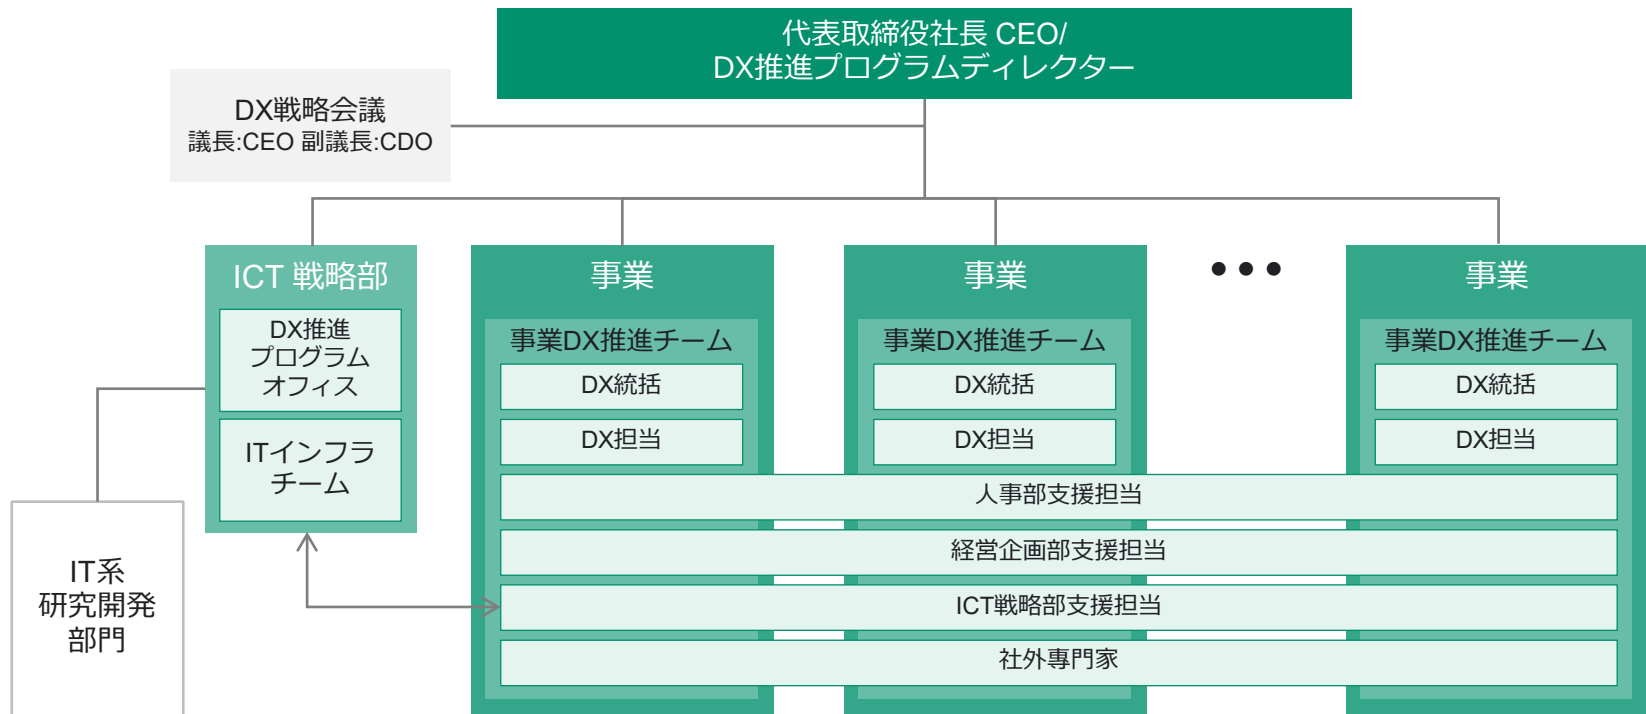 代表取締役社長 CEO/
DX推進プログラムディレクター
DX戦略会議
議長:CEO 副議長:CDO
ICT 戦略部
DX推進
プログラム
オフィス
ITインフラ
チーム
IT系
研究開発
部門
事業
事業DX推進チーム
DX統括
DX担当
事業
事業DX推進チーム
DX統括
DX担当
•••
事業
事業DX推進チーム
DX統括
DX担当
人事部支援担当
経営企画部支援担当
ICT戦略部支援担当
社外専門家